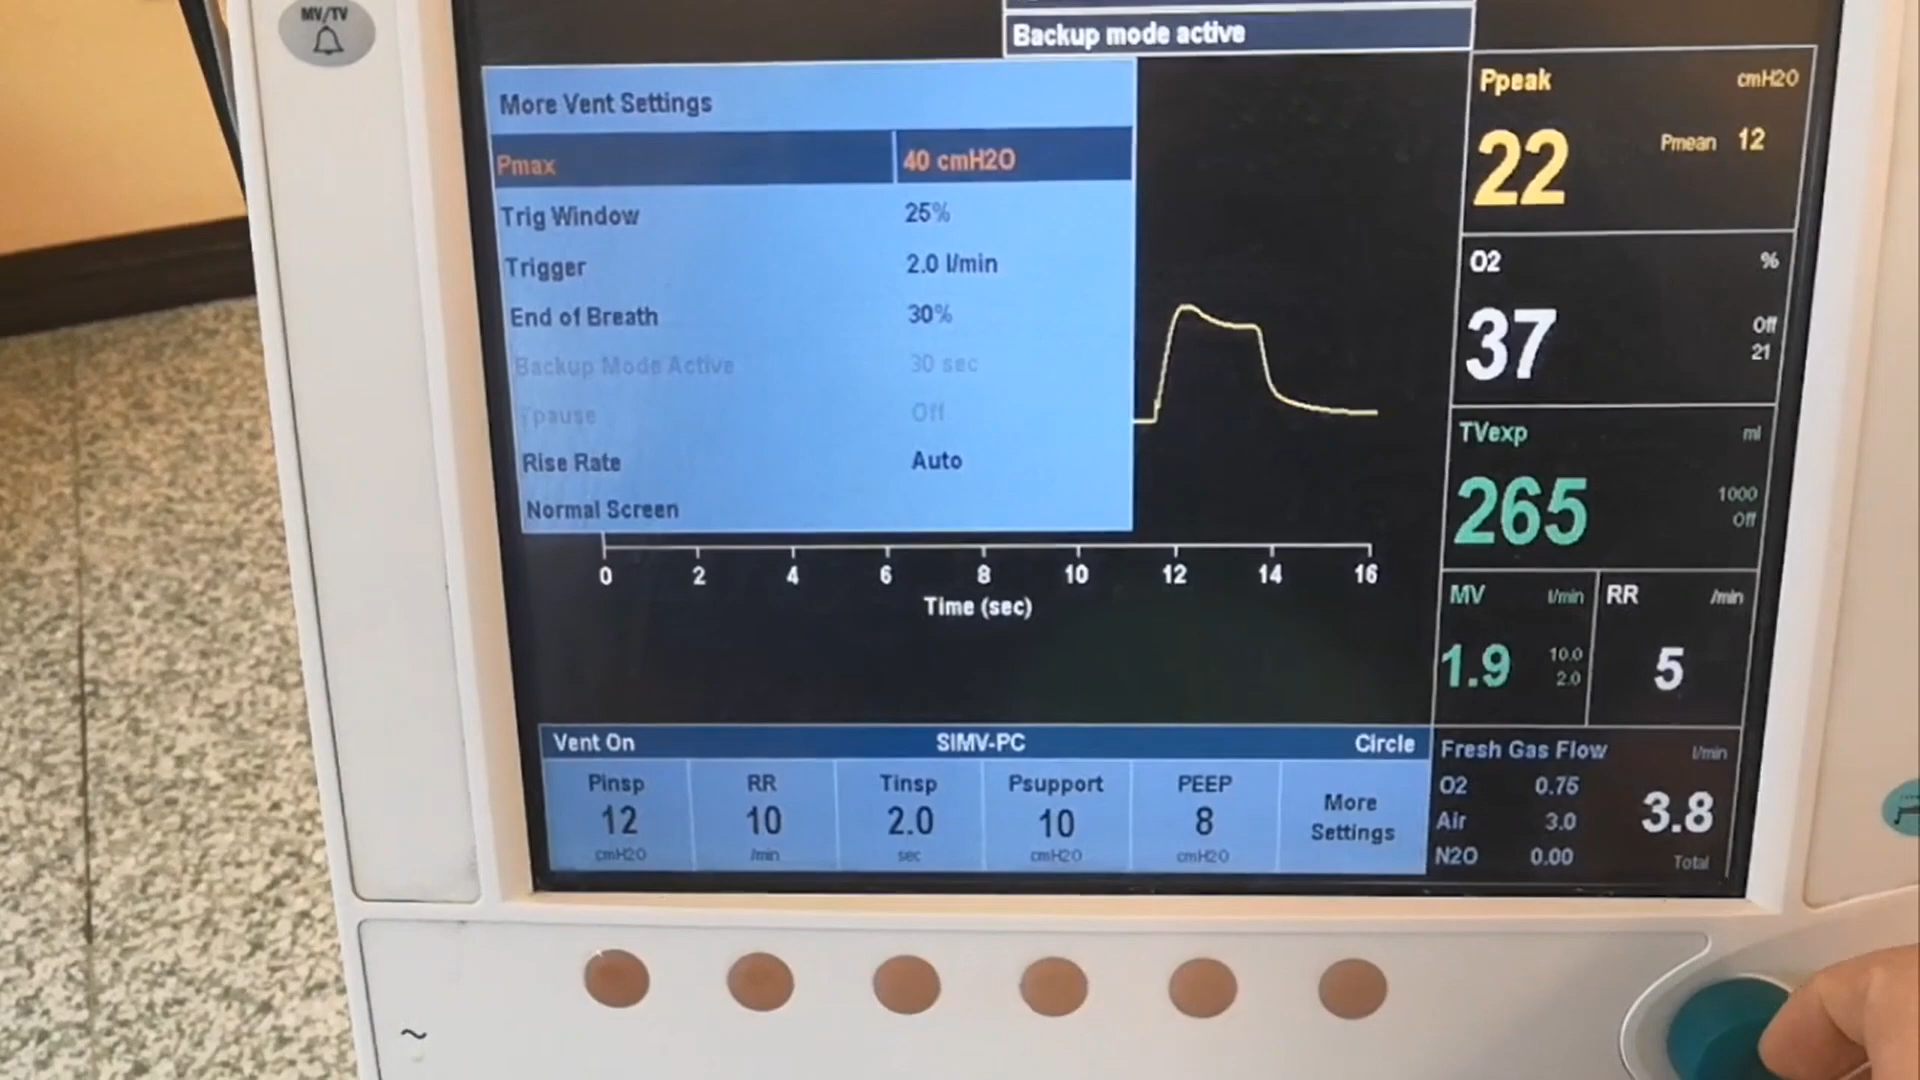 MV/TV
Backup mode active
More Vent Settings
Pmax 40 cmH2O
Trig Window 25%
Trigger 2.0 l/min
End of Breath 30%
Backup Mode Active 30 sec
Tpause Off
Rise Rate Auto
Normal Screen
0 2 4 6 8 10 12 14 16
Time (sec)
Ppeak cmH2O
22 Pmean 12
O2 %
37 Off
21
TVexp ml
265 1000
Off
MV l/min RR /min
1.9 10.0
2.0
5
Vent On SIMV-PC Circle
Pinsp RR Tinsp Psupport PEEP
12 10 2.0 10 8
cmH2O /min sec cmH2O cmH2O
More
Settings
Fresh Gas Flow l/min
O2 0.75
Air 3.0 3.8
N2O 0.00 Total
~